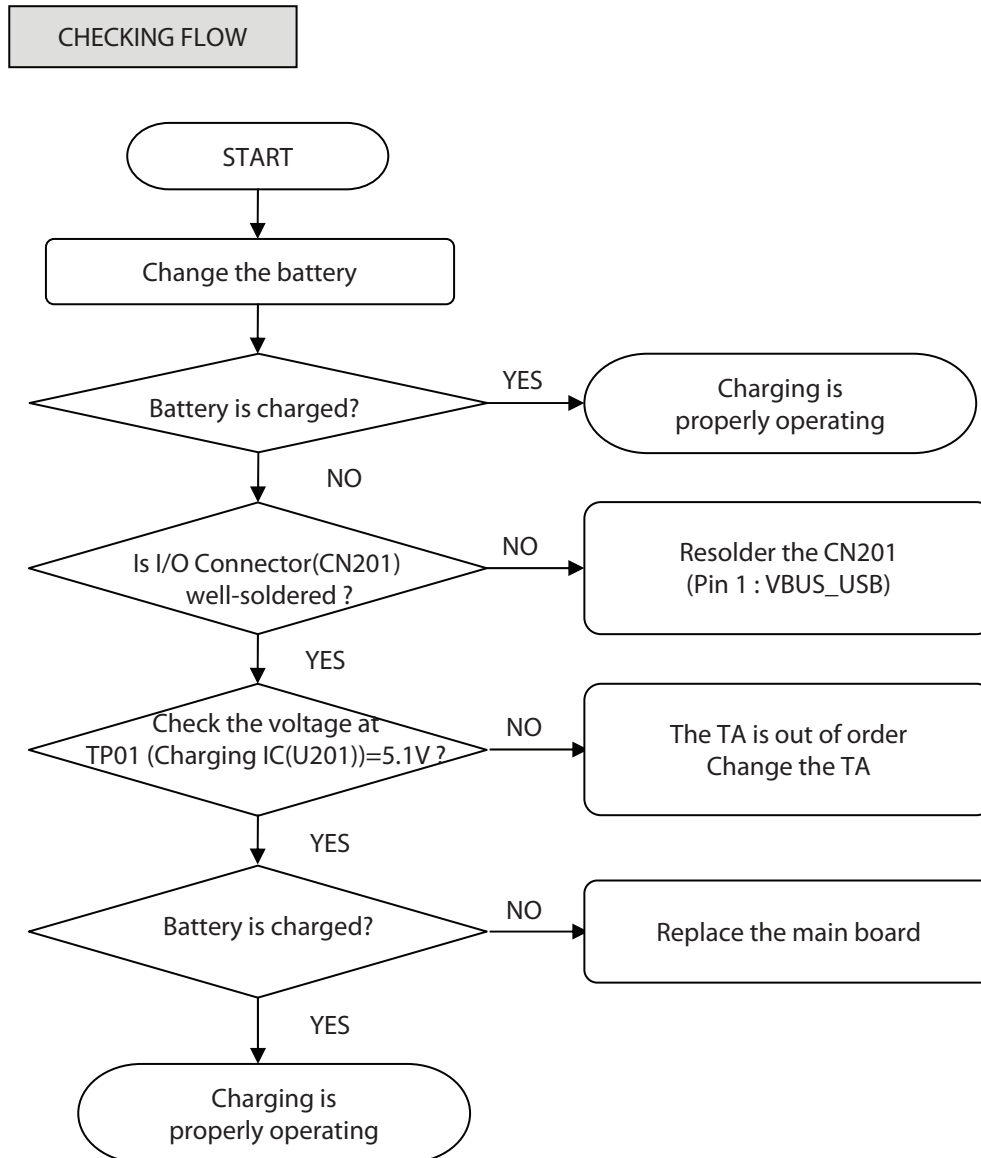 CHECKING FLOW
START
Change the battery
Battery is charged?
YES
Charging is
properly operating
NO
Is I/O Connector(CN201)
well-soldered ?
NO
Resolder the CN201
(Pin 1 : VBUS_USB)
YES
Check the voltage at
TP01 (Charging IC(U201))=5.1V ?
NO
The TA is out of order
Change the TA
YES
Battery is charged?
NO
Replace the main board
YES
Charging is
properly operating